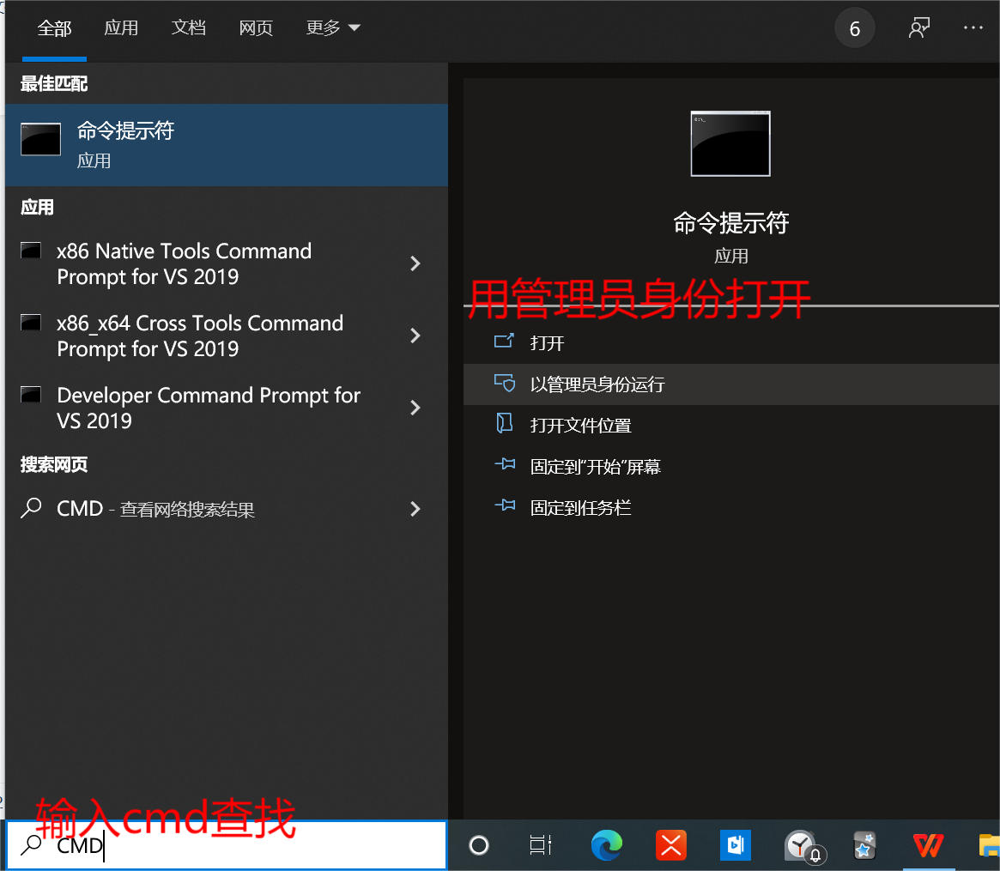 全部 应用 文档 网页 更多 6 ...
最佳匹配
命令提示符
应用
应用
x86 Native Tools Command
Prompt for VS 2019
x86_x64 Cross Tools Command
Prompt for VS 2019
Developer Command Prompt for
VS 2019
搜索网页
CMD - 查看网络搜索结果
命令提示符
应用
用管理员身份打开
打开
以管理员身份运行
打开文件位置
固定到"开始"屏幕
固定到任务栏
输入cmd查找
CMD